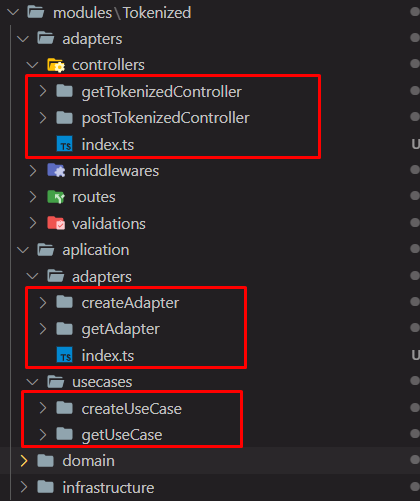 modules\Tokenized
adapters
controllers
getTokenizedController
postTokenizedController
TS index.ts U
middlewares
routes
validations
aplication
adapters
createAdapter
getAdapter
TS index.ts U
usecases
createUseCase
getUseCase
domain
infrastructure